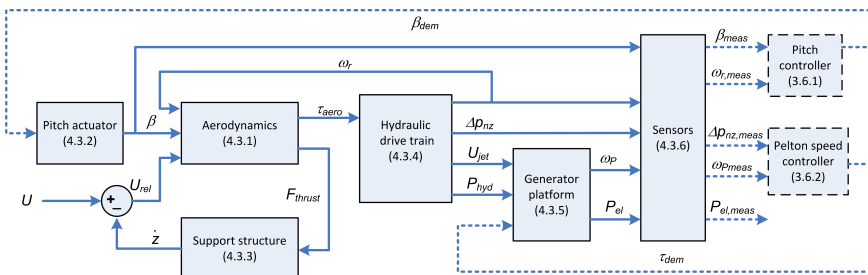 β_dem
β_meas
ω_r
ω_r,meas
Pitch
controller
(3.6.1)
Pitch actuator
(4.3.2)
β
Aerodynamics
(4.3.1)
τ_aero
Hydraulic
drive train
(4.3.4)
Δp_nz
U_jet
P_hyd
Sensors
(4.3.6)
Δp_nz,meas
ω_Pmeas
P_el,meas
Pelton speed
controller
(3.6.2)
Generator
platform
(4.3.5)
ω_P
P_el
U
+
−
U_rel
F_thrust
ż
Support structure
(4.3.3)
τ_dem